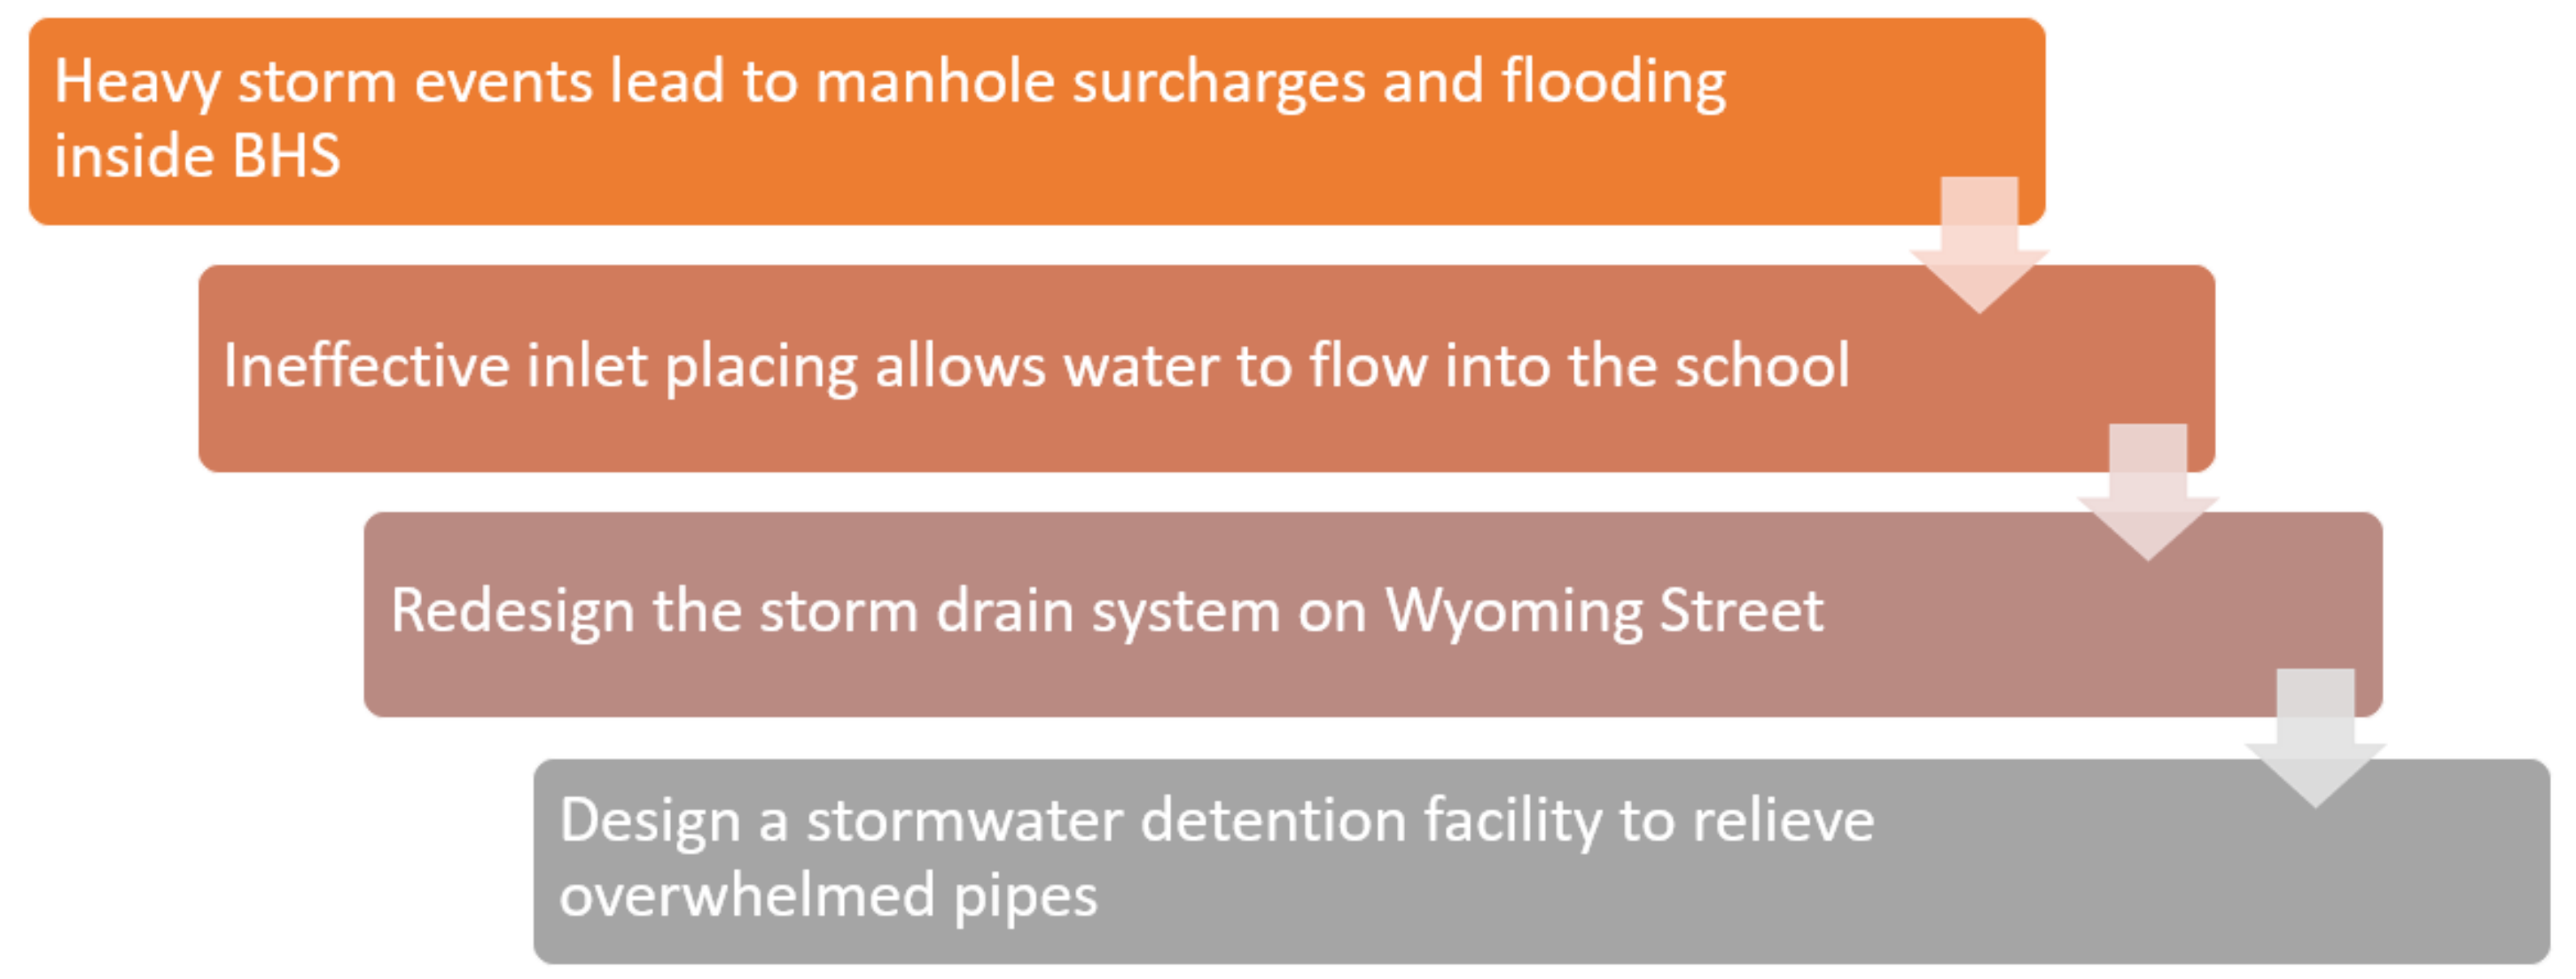 Heavy storm events lead to manhole surcharges and flooding
inside BHS
Ineffective inlet placing allows water to flow into the school
Redesign the storm drain system on Wyoming Street
Design a stormwater detention facility to relieve
overwhelmed pipes